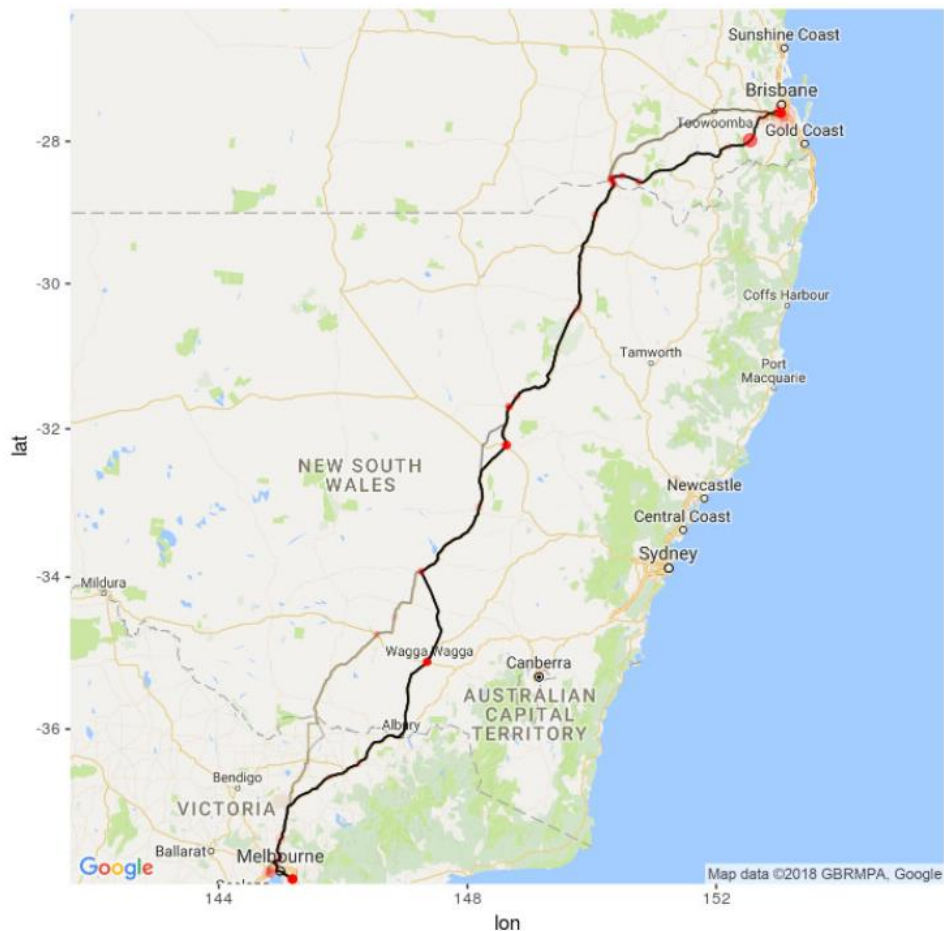 Sunshine Coast
Brisbane
Toowoomba
Gold Coast
-28
-30
Coffs Harbour
Tamworth
Port
Macquarie
-32
lat
NEW SOUTH
WALES
Newcastle
Central Coast
Sydney
-34
Mildura
Wagga Wagga
Canberra
AUSTRALIAN
CAPITAL
TERRITORY
-36
Albury
Bendigo
VICTORIA
Ballarat
Melbourne
Google
Map data ©2018 GBRMPA, Google
144
148
152
lon